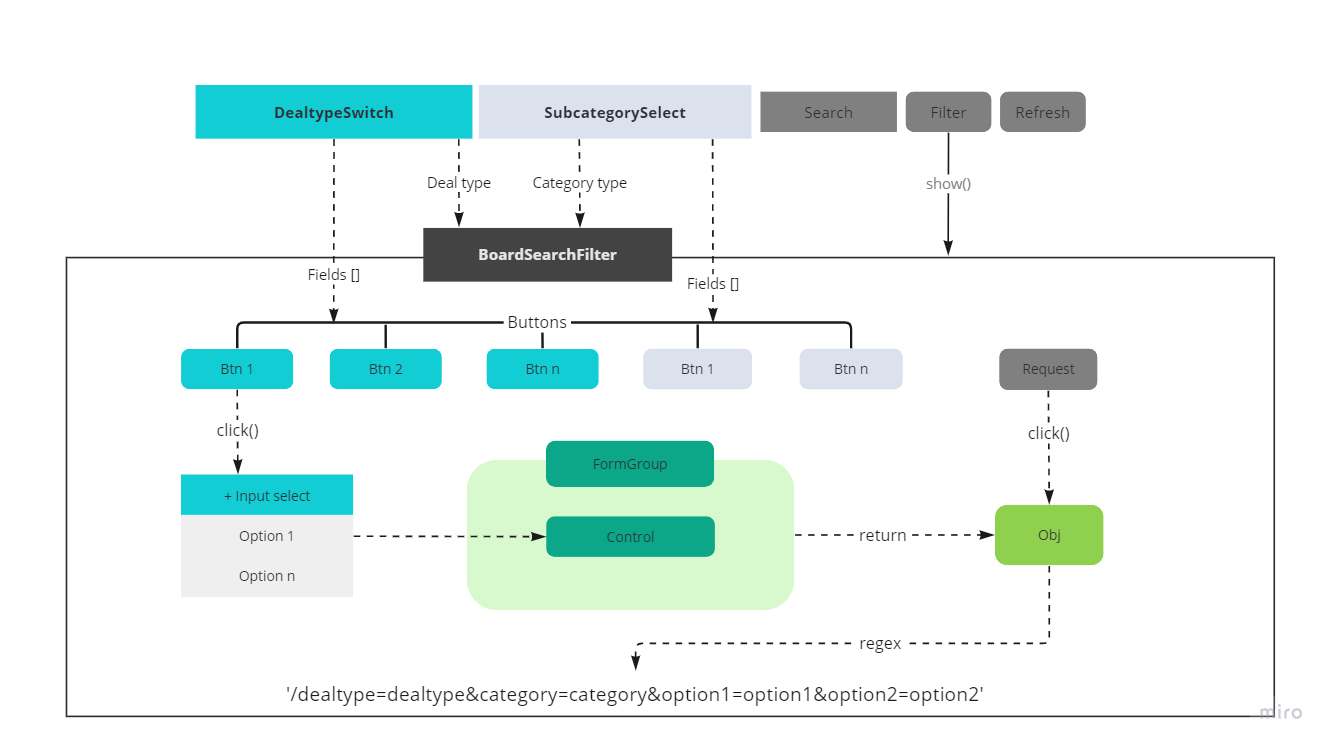 DealtypeSwitch
SubcategorySelect
Search
Filter
Refresh
Deal type
Category type
show()
BoardSearchFilter
Fields []
Fields []
Buttons
Btn 1
Btn 2
Btn n
Btn 1
Btn n
Request
click()
click()
FormGroup
+ Input select
Option 1
Control
return
Obj
Option n
regex
'/dealtype=dealtype&category=category&option1=option1&option2=option2'
miro